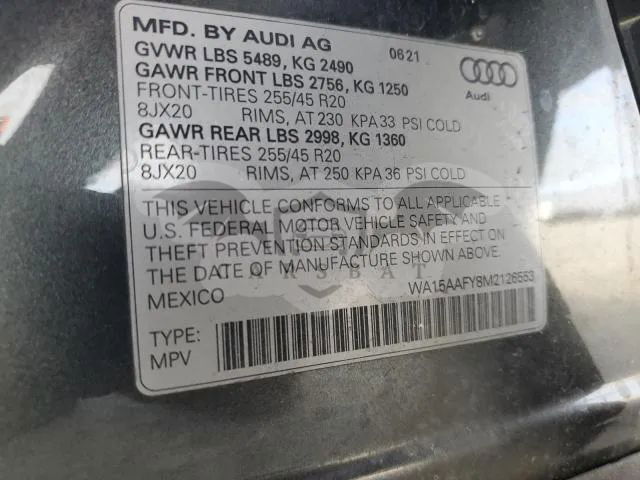 MFD. BY AUDI AG 0621
GVWR LBS 5489, KG 2490
GAWR FRONT LBS 2756, KG 1250
Audi
FRONT-TIRES 255/45 R20
8JX20 RIMS, AT 230 KPA 33 PSI COLD
GAWR REAR LBS 2998, KG 1360
REAR-TIRES 255/45 R20
8JX20 RIMS, AT 250 KPA 36 PSI COLD
THIS VEHICLE CONFORMS TO ALL APPLICABLE
U.S. FEDERAL MOTOR VEHICLE SAFETY AND
THEFT PREVENTION STANDARDS IN EFFECT ON
THE DATE OF MANUFACTURE SHOWN ABOVE.
MEXICO WA15AAFY8M2126553
TYPE:
MPV